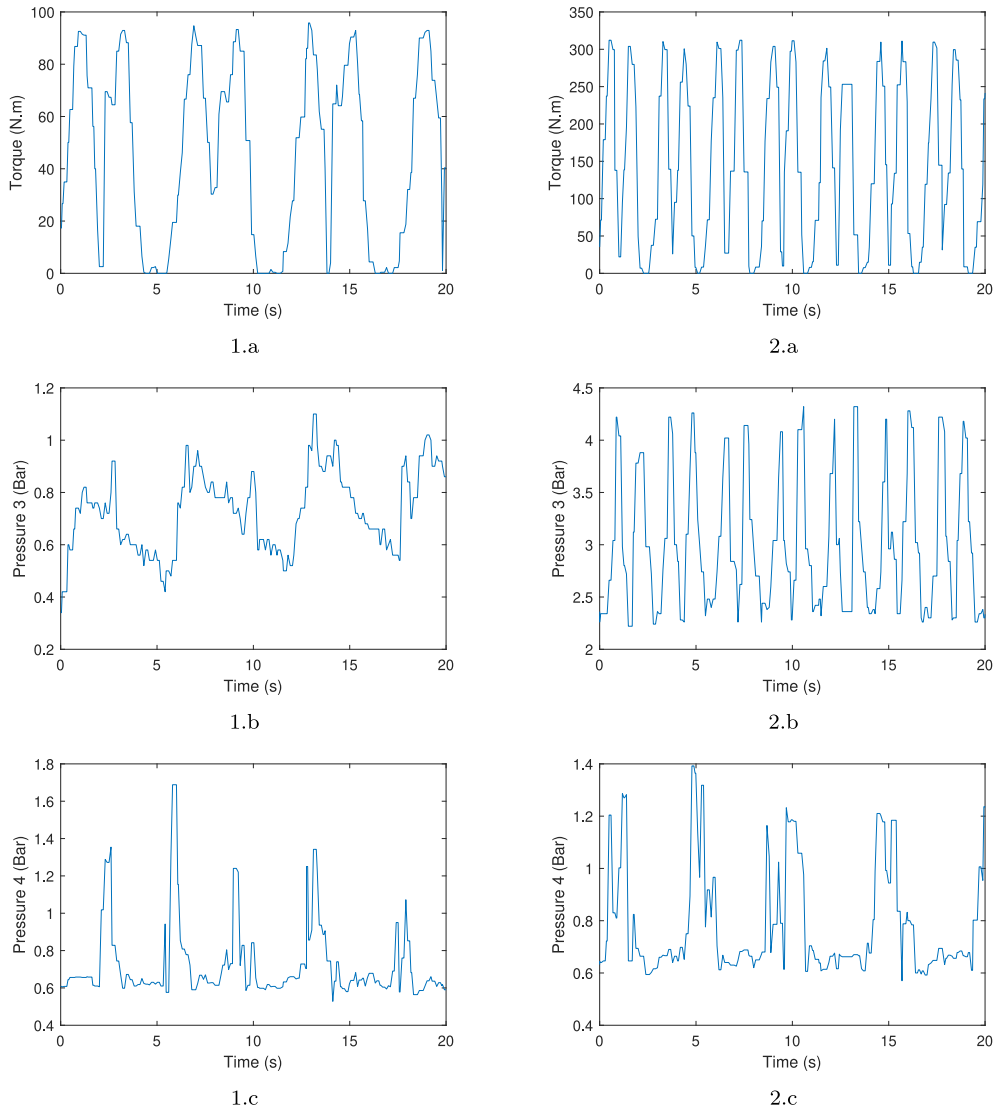 100
80
60
40
20
0
Torque (N.m)
0 5 10 15 20
Time (s)
1.a
350
300
250
200
150
100
50
0
Torque (N.m)
0 5 10 15 20
Time (s)
2.a
1.2
1
0.8
0.6
0.4
0.2
Pressure 3 (Bar)
0 5 10 15 20
Time (s)
1.b
4.5
4
3.5
3
2.5
2
Pressure 3 (Bar)
0 5 10 15 20
Time (s)
2.b
1.8
1.6
1.4
1.2
1
0.8
0.6
0.4
Pressure 4 (Bar)
0 5 10 15 20
Time (s)
1.c
1.4
1.2
1
0.8
0.6
0.4
Pressure 4 (Bar)
0 5 10 15 20
Time (s)
2.c